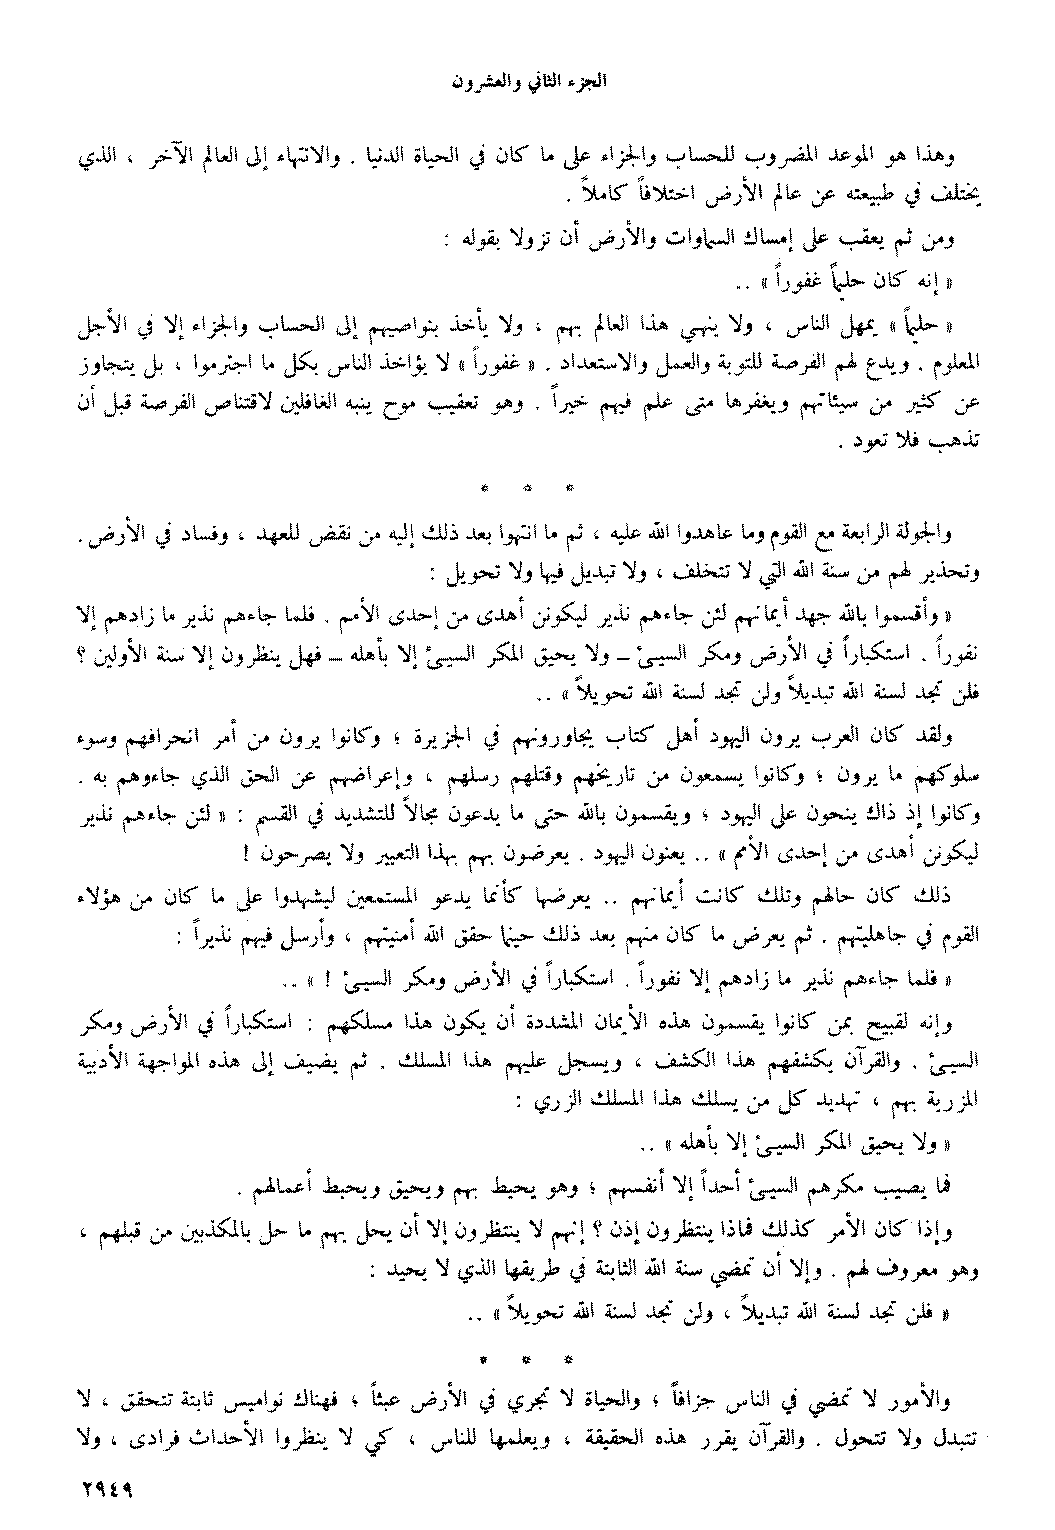 الجزء الثاني والعشرون
وهذا هو الموعد المضروب للحساب والجزاء على ما كان في الحياة الدنيا . والانتهاء إلى العالم الآخر ، الذي
يختلف في طبيعته عن عالم الأرض اختلافاً كاملاً .
ومن ثم يعقب على إمساك السماوات والأرض أن تزولا بقوله :
« إنه كان حليماً غفوراً » ..
« حليماً » يمهل الناس ، ولا ينهي هذا العالم بهم ، ولا يأخذ بنواصيهم إلى الحساب والجزاء إلا في الأجل
المعلوم . ويدع لهم الفرصة للتوبة والعمل والاستعداد . « غفوراً » لا يؤاخذ الناس بكل ما اجترموا ، بل يتجاوز
عن كثير من سيئاتهم ويغفرها متى علم فيهم خيراً . وهو تعقيب موح ينبه الغافلين لاقتناص الفرصة قبل أن
تذهب فلا تعود .
* * *
والجولة الرابعة مع القوم وما عاهدوا الله عليه ، ثم ما انتهوا بعد ذلك إليه من نقض للعهد ، وفساد في الأرض .
وتحذير لهم من سنة الله التي لا تتخلف ، ولا تبديل فيها ولا تحويل :
« وأقسموا بالله جهد أيمانهم لئن جاءهم نذير ليكونن أهدى من إحدى الأمم . فلما جاءهم نذير ما زادهم إلا
نفوراً . استكباراً في الأرض ومكر السيئ ــ ولا يحيق المكر السيئ إلا بأهله ــ فهل ينظرون إلا سنة الأولين ؟
فلن تجد لسنة الله تبديلاً ولن تجد لسنة الله تحويلاً » ..
ولقد كان العرب يرون اليهود أهل كتاب يجاورونهم في الجزيرة ؛ وكانوا يرون من أمر انحرافهم وسوء
سلوكهم ما يرون ؛ وكانوا يسمعون من تاريخهم وقتلهم رسلهم ، وإعراضهم عن الحق الذي جاءوهم به .
وكانوا إذ ذاك ينحون على اليهود ؛ ويقسمون بالله حتى ما يدعون مجالاً للتشديد في القسم : « لئن جاءهم نذير
ليكونن أهدى من إحدى الأمم » .. يعنون اليهود . يعرضون بهم بهذا التعبير ولا يصرحون !
ذلك كان حالهم وتلك كانت أيمانهم .. يعرضها كأنما يدعو المستمعين ليشهدوا على ما كان من هؤلاء
القوم في جاهليتهم . ثم يعرض ما كان منهم بعد ذلك حينما حقق الله أمنيتهم ، وأرسل فيهم نذيراً :
« فلما جاءهم نذير ما زادهم إلا نفوراً . استكباراً في الأرض ومكر السيئ ! » ..
وإنه لقبيح بمن كانوا يقسمون هذه الأيمان المشددة أن يكون هذا مسلكهم : استكباراً في الأرض ومكر
السيئ . والقرآن يكشفهم هذا الكشف ، ويسجل عليهم هذا المسلك . ثم يضيف إلى هذه المواجهة الأدبية
المزرية بهم ، تهديد كل من يسلك هذا المسلك الزري :
« ولا يحيق المكر السيئ إلا بأهله » ..
فما يصيب مكرهم السيئ أحداً إلا أنفسهم ؛ وهو يحيط بهم ويحيق ويحبط أعمالهم .
وإذا كان الأمر كذلك فماذا ينتظرون إذن ؟ إنهم لا ينتظرون إلا أن يحل بهم ما حل بالمكذبين من قبلهم ،
وهو معروف لهم . وإلا أن تمضي سنة الله الثابتة في طريقها الذي لا يحيد :
« فلن تجد لسنة الله تبديلاً ، ولن تجد لسنة الله تحويلاً » ..
* * *
والأمور لا تمضي في الناس جزافاً ؛ والحياة لا تجري في الأرض عبثاً ؛ فهناك نواميس ثابتة تتحقق ، لا
تتبدل ولا تتحول . والقرآن يقرر هذه الحقيقة ، ويعلمها للناس ، كي لا ينظروا الأحداث فرادى ، ولا
٢٩٤٩